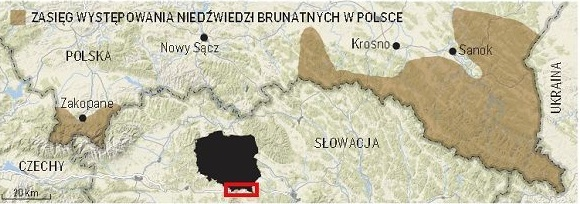 ZASIĘG WYSTĘPOWANIA NIEDŹWIEDZI BRUNATNYCH W POLSCE
POLSKA
Nowy Sącz
Krosno
Sanok
UKRAINA
Zakopane
SŁOWACJA
CZECHY
20 km